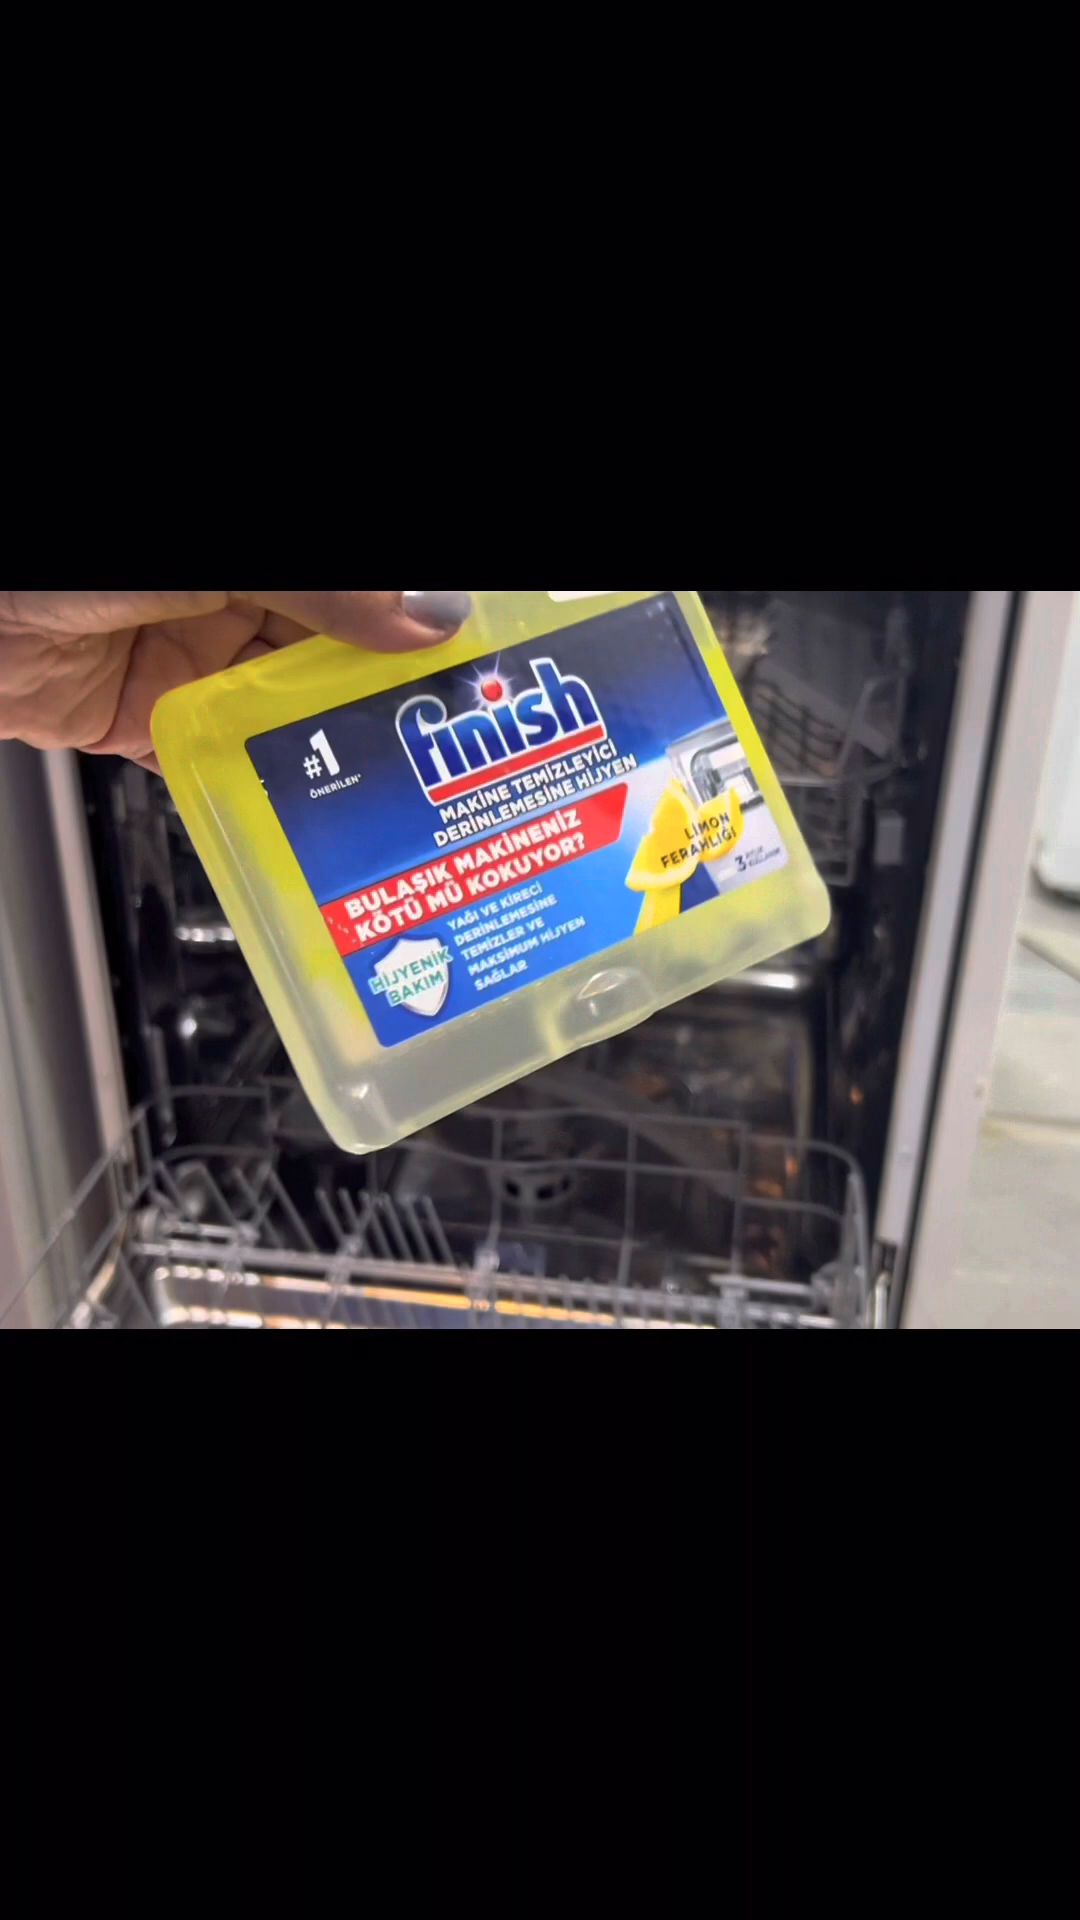 #1
ÖNERİLEN*
finish
MAKİNE TEMİZLEYİCİ
DERİNLEMESİNE HİJYEN
BULAŞIK MAKİNENİZ
KÖTÜ MÜ KOKUYOR?
HİJYENİK
BAKIM
YAĞI VE KİRECİ
DERİNLEMESİNE
TEMİZLER VE
MAKSİMUM HİJYEN
SAĞLAR
LİMON
FERAHLIĞI
3